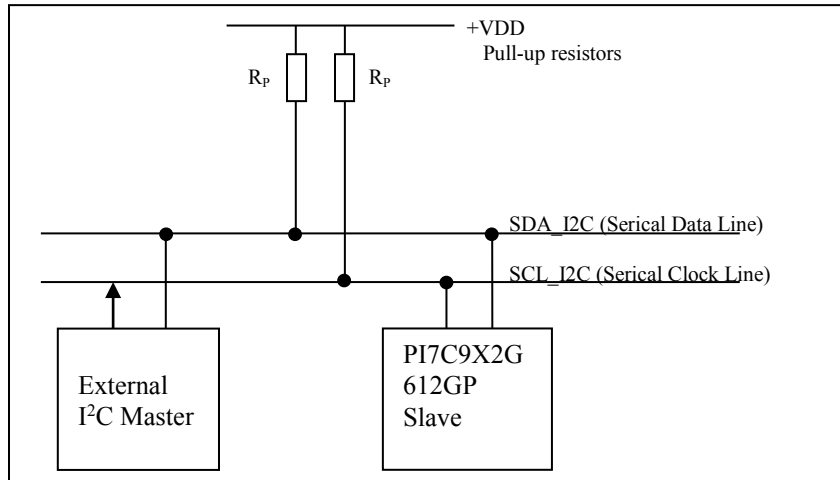 +VDD
Pull-up resistors
R_P
R_P
SDA_I2C (Serical Data Line)
SCL_I2C (Serical Clock Line)
External
I²C Master
PI7C9X2G
612GP
Slave